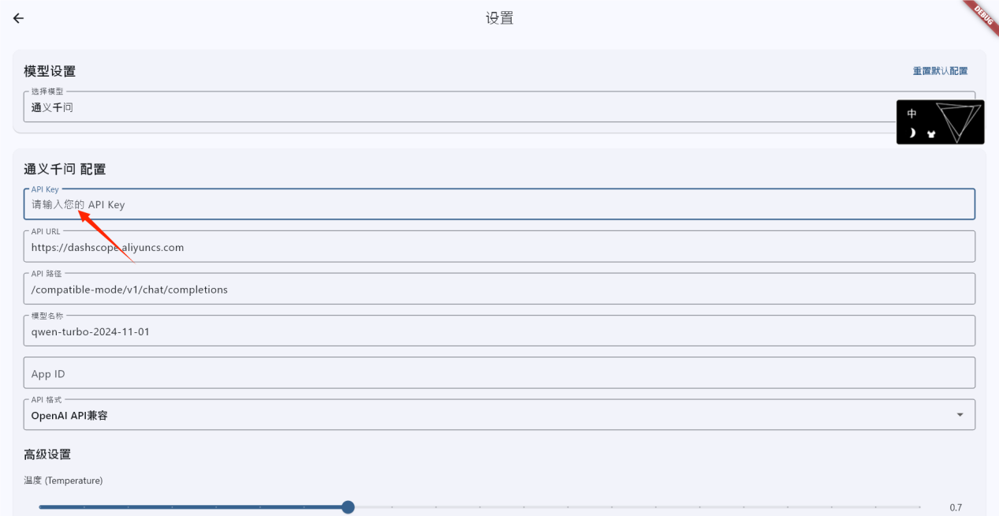 设置
DEBUG
模型设置
重置默认配置
选择模型
通义千问
中
通义千问 配置
API Key
请输入您的 API Key
API URL
https://dashscope.aliyuncs.com
API 路径
/compatible-mode/v1/chat/completions
模型名称
qwen-turbo-2024-11-01
App ID
API 格式
OpenAI API兼容
高级设置
温度 (Temperature)
0.7